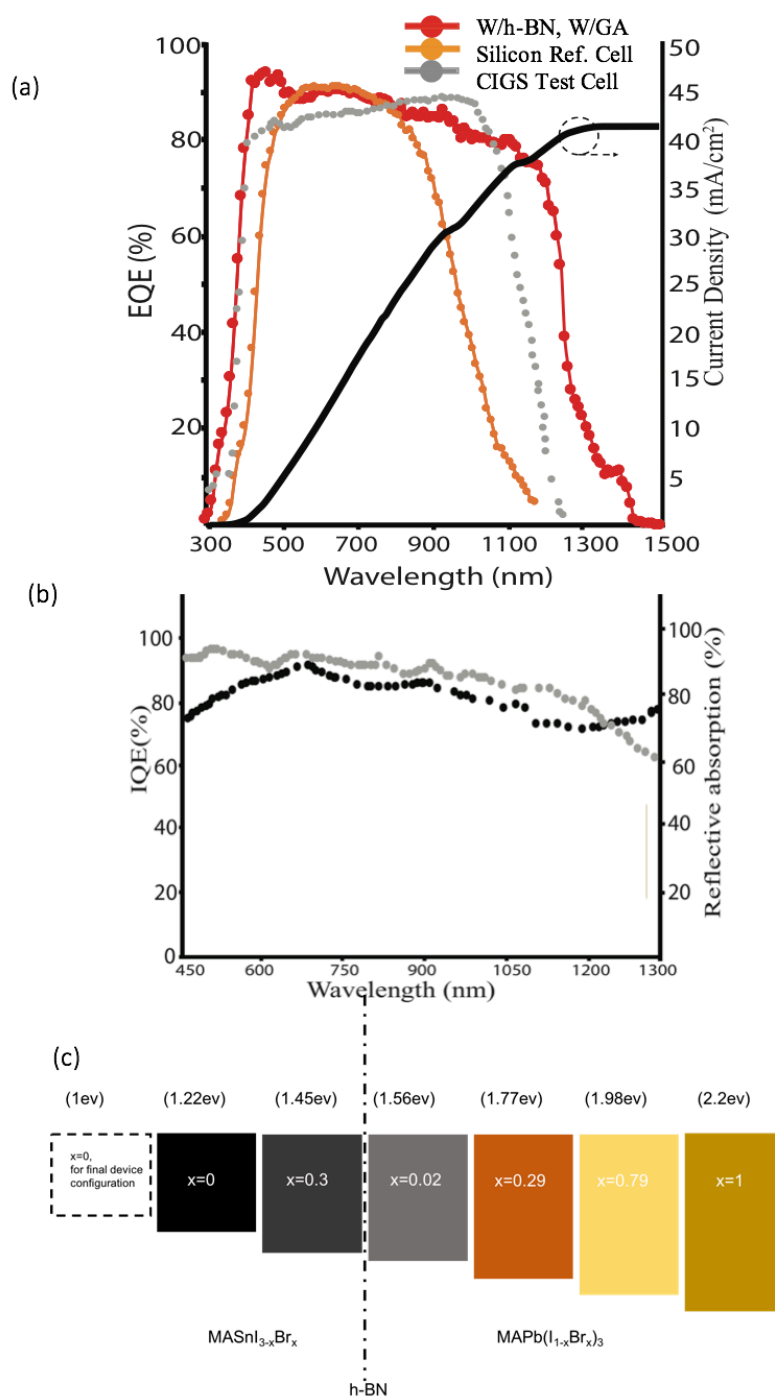 (a)
W/h-BN, W/GA
Silicon Ref. Cell
CIGS Test Cell
EQE (%)
100
80
60
40
20
50
45
40
35
30
25
20
15
10
5
Current Density (mA/cm²)
300 500 700 900 1100 1300 1500
Wavelength (nm)
(b)
IQE(%)
100
80
60
40
20
0
100
80
60
40
20
Reflective absorption (%)
450 600 750 900 1050 1200 1300
Wavelength (nm)
(c)
(1ev) (1.22ev) (1.45ev) (1.56ev) (1.77ev) (1.98ev) (2.2ev)
x=0,
for final device
configuration
x=0 x=0.3 x=0.02 x=0.29 x=0.79 x=1
MASnI₃₋ₓBrₓ MAPb(I₁₋ₓBrₓ)₃
h-BN